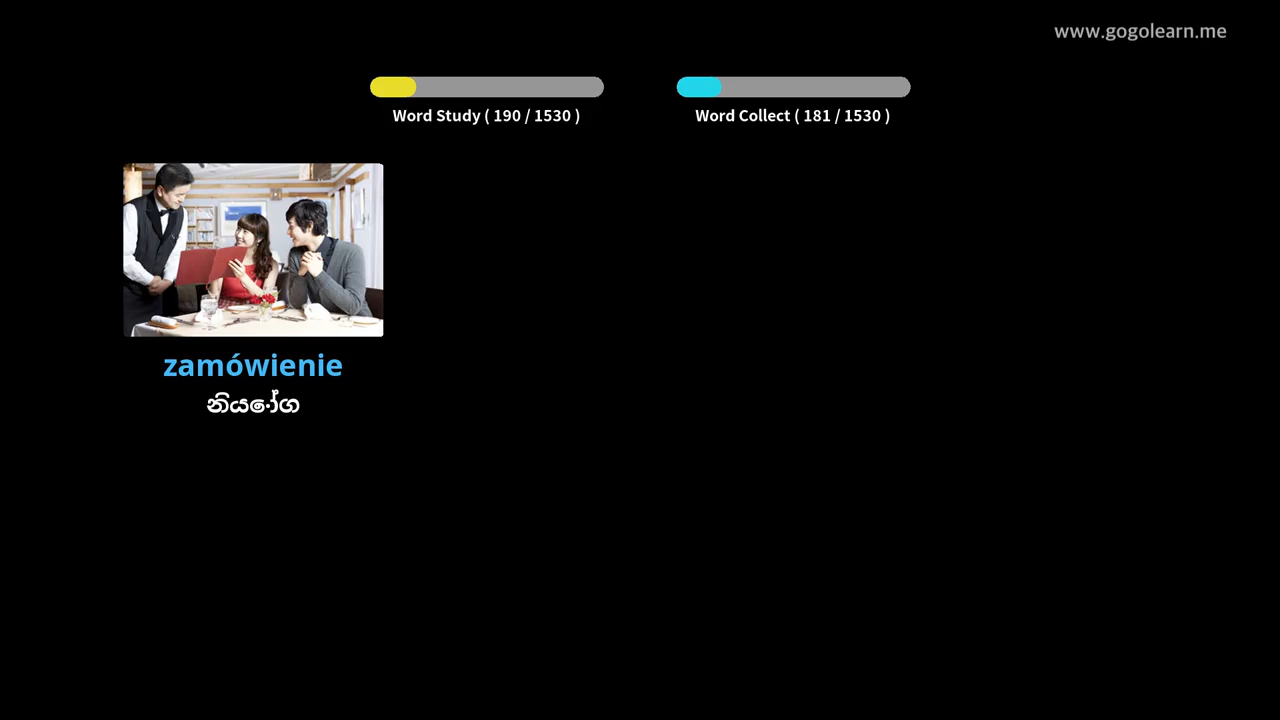 www.gogolearn.me
Word Study ( 190 / 1530 )
Word Collect ( 181 / 1530 )
zamówienie
නියෝග